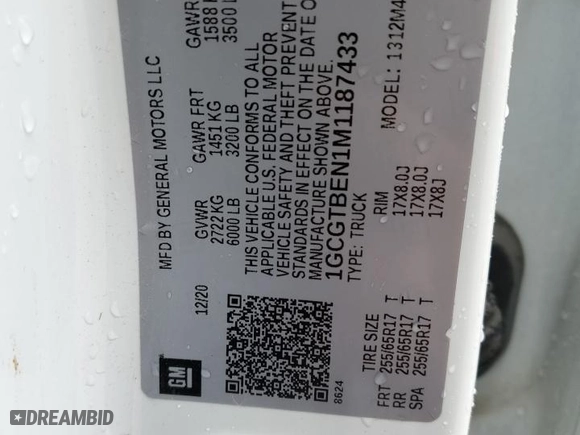 MFD BY GENERAL MOTORS LLC
12/20
GVWR
2722 KG
6000 LB
GAWR FRT
1451 KG
3200 LB
GAWR
1588 K
3500 L
THIS VEHICLE CONFORMS TO ALL
APPLICABLE U.S. FEDERAL MOTOR
VEHICLE SAFETY AND THEFT PREVENT
STANDARDS IN EFFECT ON THE DATE O
MANUFACTURE SHOWN ABOVE.
1GCGTBEN1M1187433
TYPE: TRUCK
MODEL: 1312M4
GM
8624
TIRE SIZE
RIM
FRT 255/65R17 T
17X8.0J
RR 255/65R17 T
17X8.0J
SPA 255/65R17 T
17X8J
DREAMBID